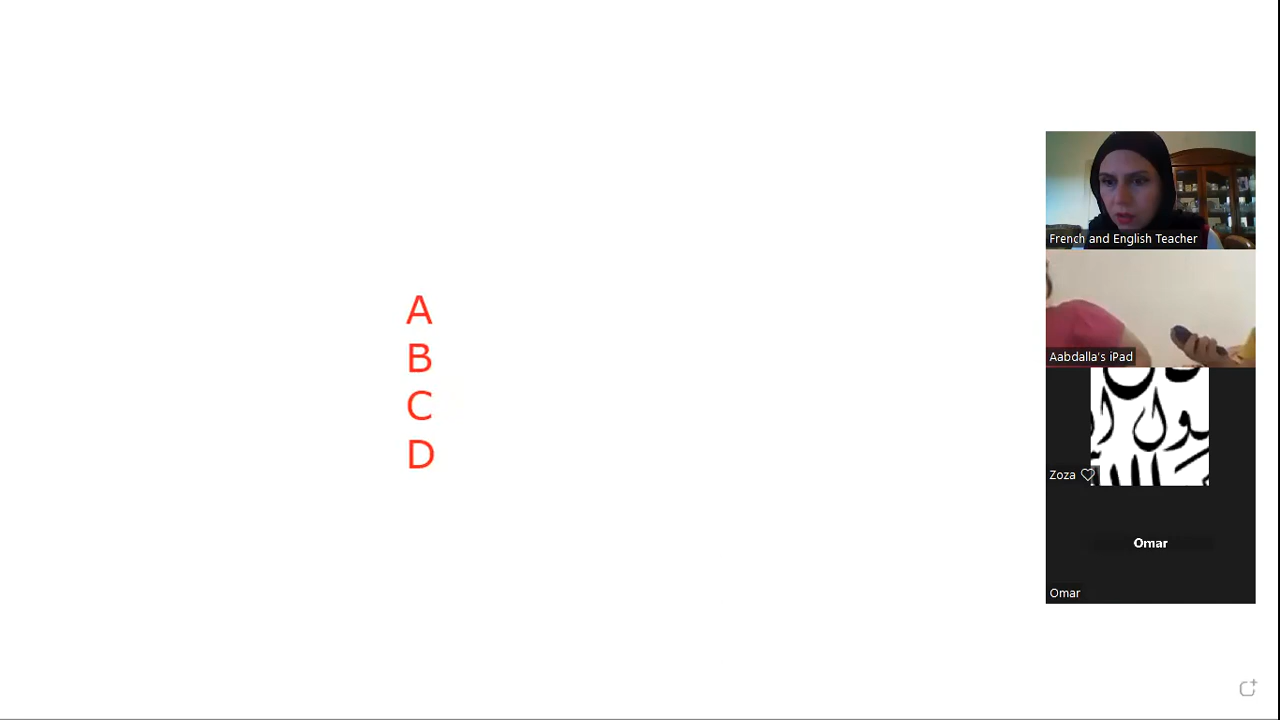 A
B
C
D
French and English Teacher
Aabdalla's iPad
Zoza ♡
Omar
Omar